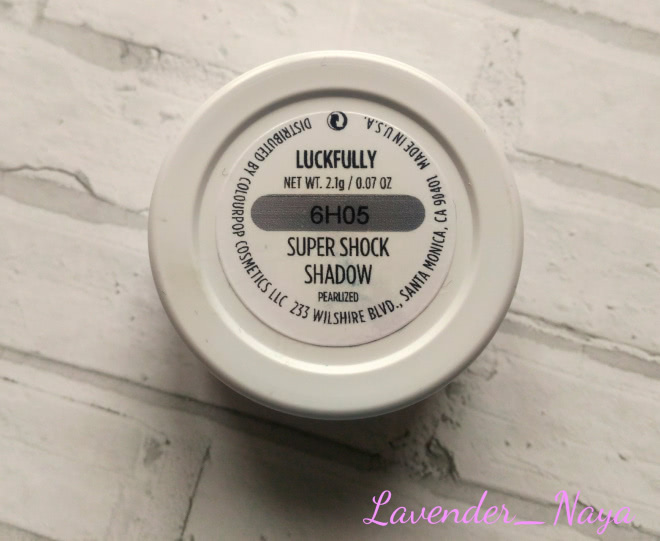 LUCKFULLY
NET WT. 2.1g / 0.07 OZ
6H05
SUPER SHOCK
SHADOW
PEARLIZED
DISTRIBUTED BY COLOURPOP COSMETICS LLC 233 WILSHIRE BLVD., SANTA MONICA, CA 90401 MADE IN U.S.A.
Lavender_Naya